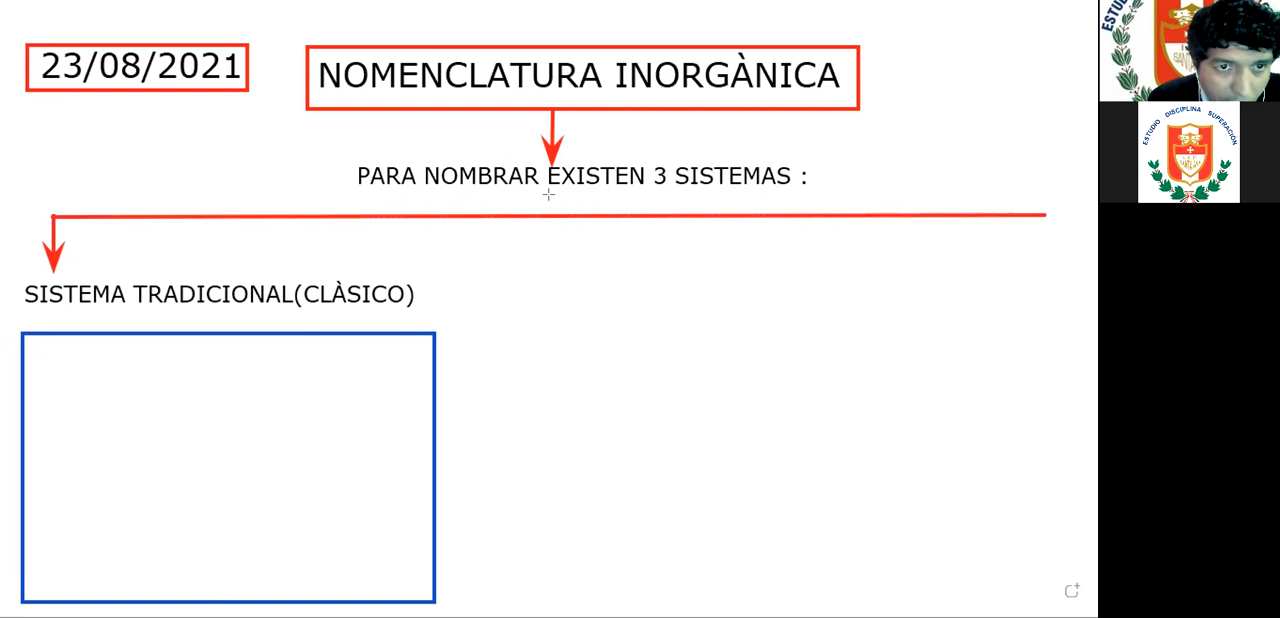 23/08/2021
NOMENCLATURA INORGÀNICA
PARA NOMBRAR EXISTEN 3 SISTEMAS :
SISTEMA TRADICIONAL(CLÀSICO)
ESTUDIO DISCIPLINA SUPERACIÓN